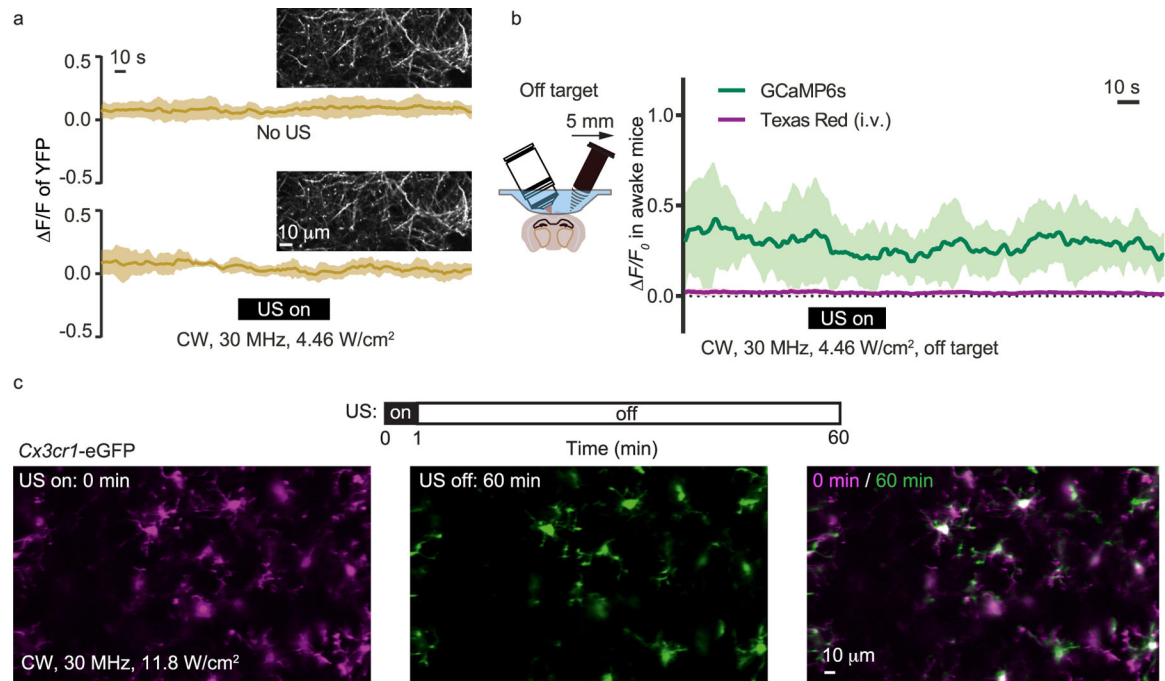 a
0.5
10 s
0.0
No US
-0.5
ΔF/F of YFP
0.5
10 μm
0.0
-0.5
US on
CW, 30 MHz, 4.46 W/cm²
b
Off target
5 mm
GCaMP6s
Texas Red (i.v.)
10 s
1.0
0.5
0.0
ΔF/F₀ in awake mice
US on
CW, 30 MHz, 4.46 W/cm², off target
c
US: on off
0 1 60
Time (min)
Cx3cr1-eGFP
US on: 0 min
CW, 30 MHz, 11.8 W/cm²
US off: 60 min
0 min / 60 min
10 μm